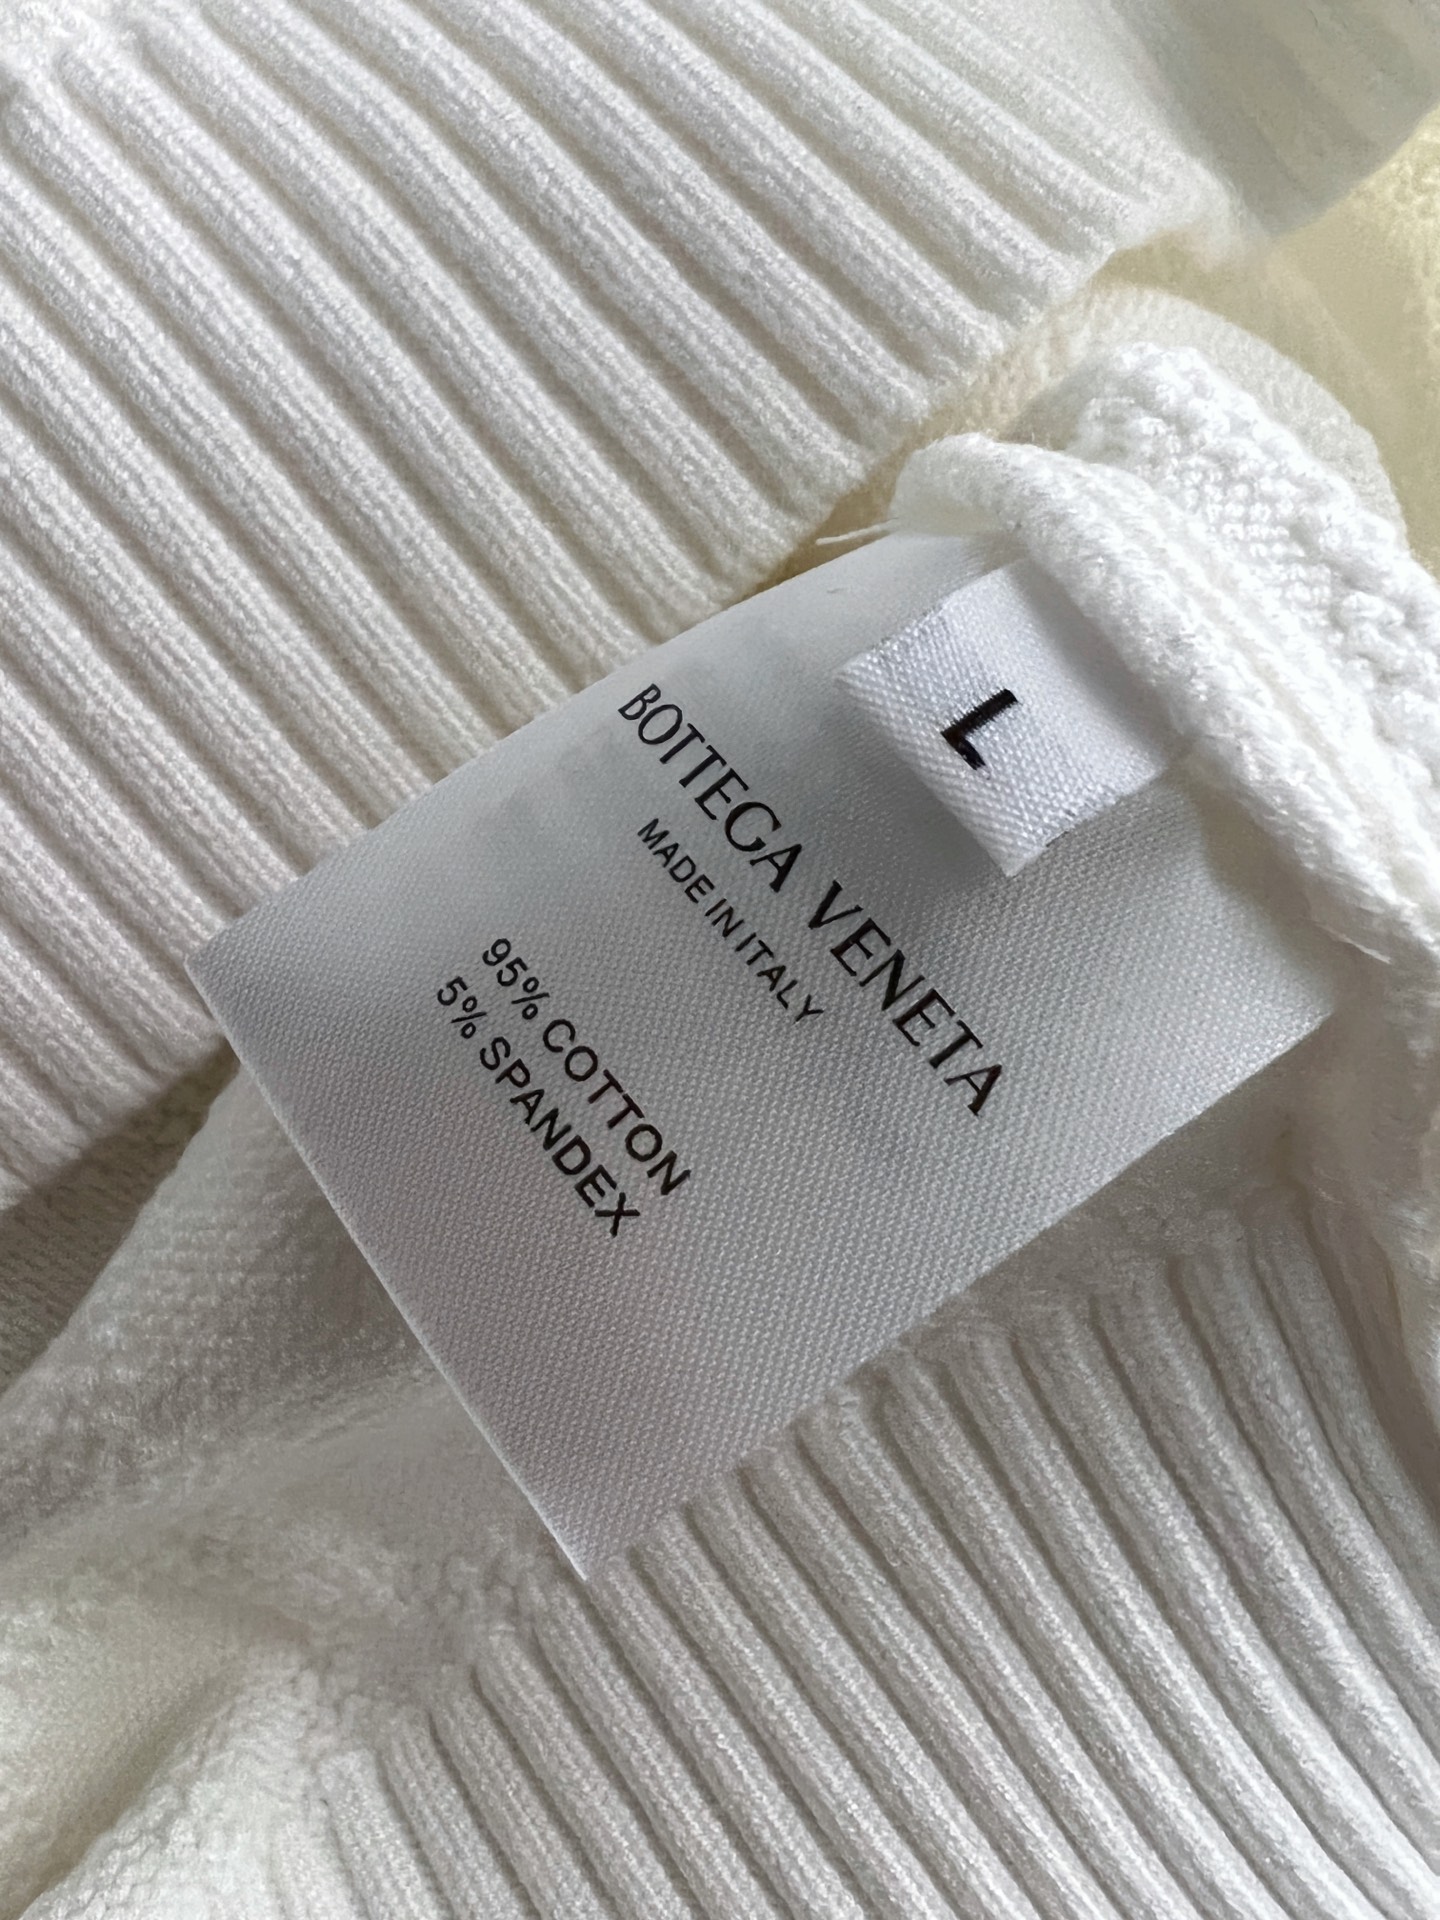 L
BOTTEGA VENETA
MADE IN ITALY
95% COTTON
5% SPANDEX